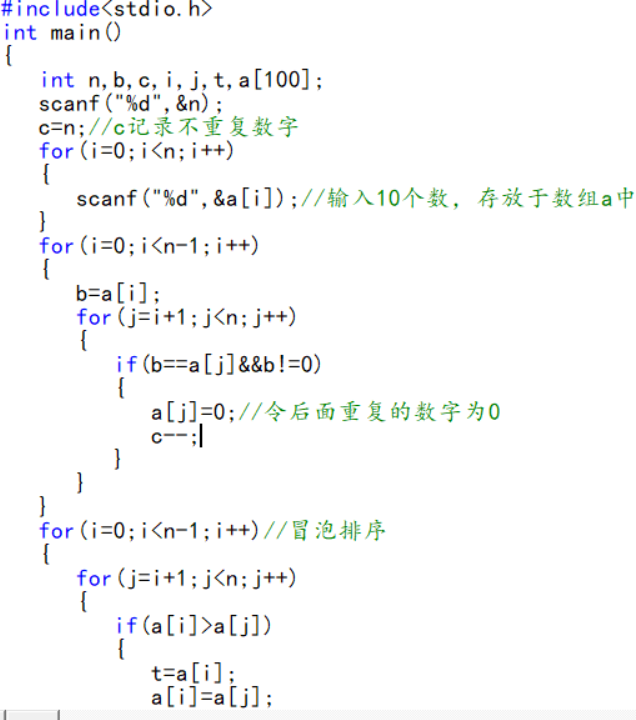 #include<stdio.h>
int main()
{
int n,b,c,i,j,t,a[100];
scanf("%d",&n);
c=n;//c记录不重复数字
for(i=0;i<n;i++)
{
scanf("%d",&a[i]);//输入10个数，存放于数组a中
}
for(i=0;i<n-1;i++)
{
b=a[i];
for(j=i+1;j<n;j++)
{
if(b==a[j]&&b!=0)
{
a[j]=0;//令后面重复的数字为0
c--;
}
}
}
for(i=0;i<n-1;i++)//冒泡排序
{
for(j=i+1;j<n;j++)
{
if(a[i]>a[j])
{
t=a[i];
a[i]=a[j];